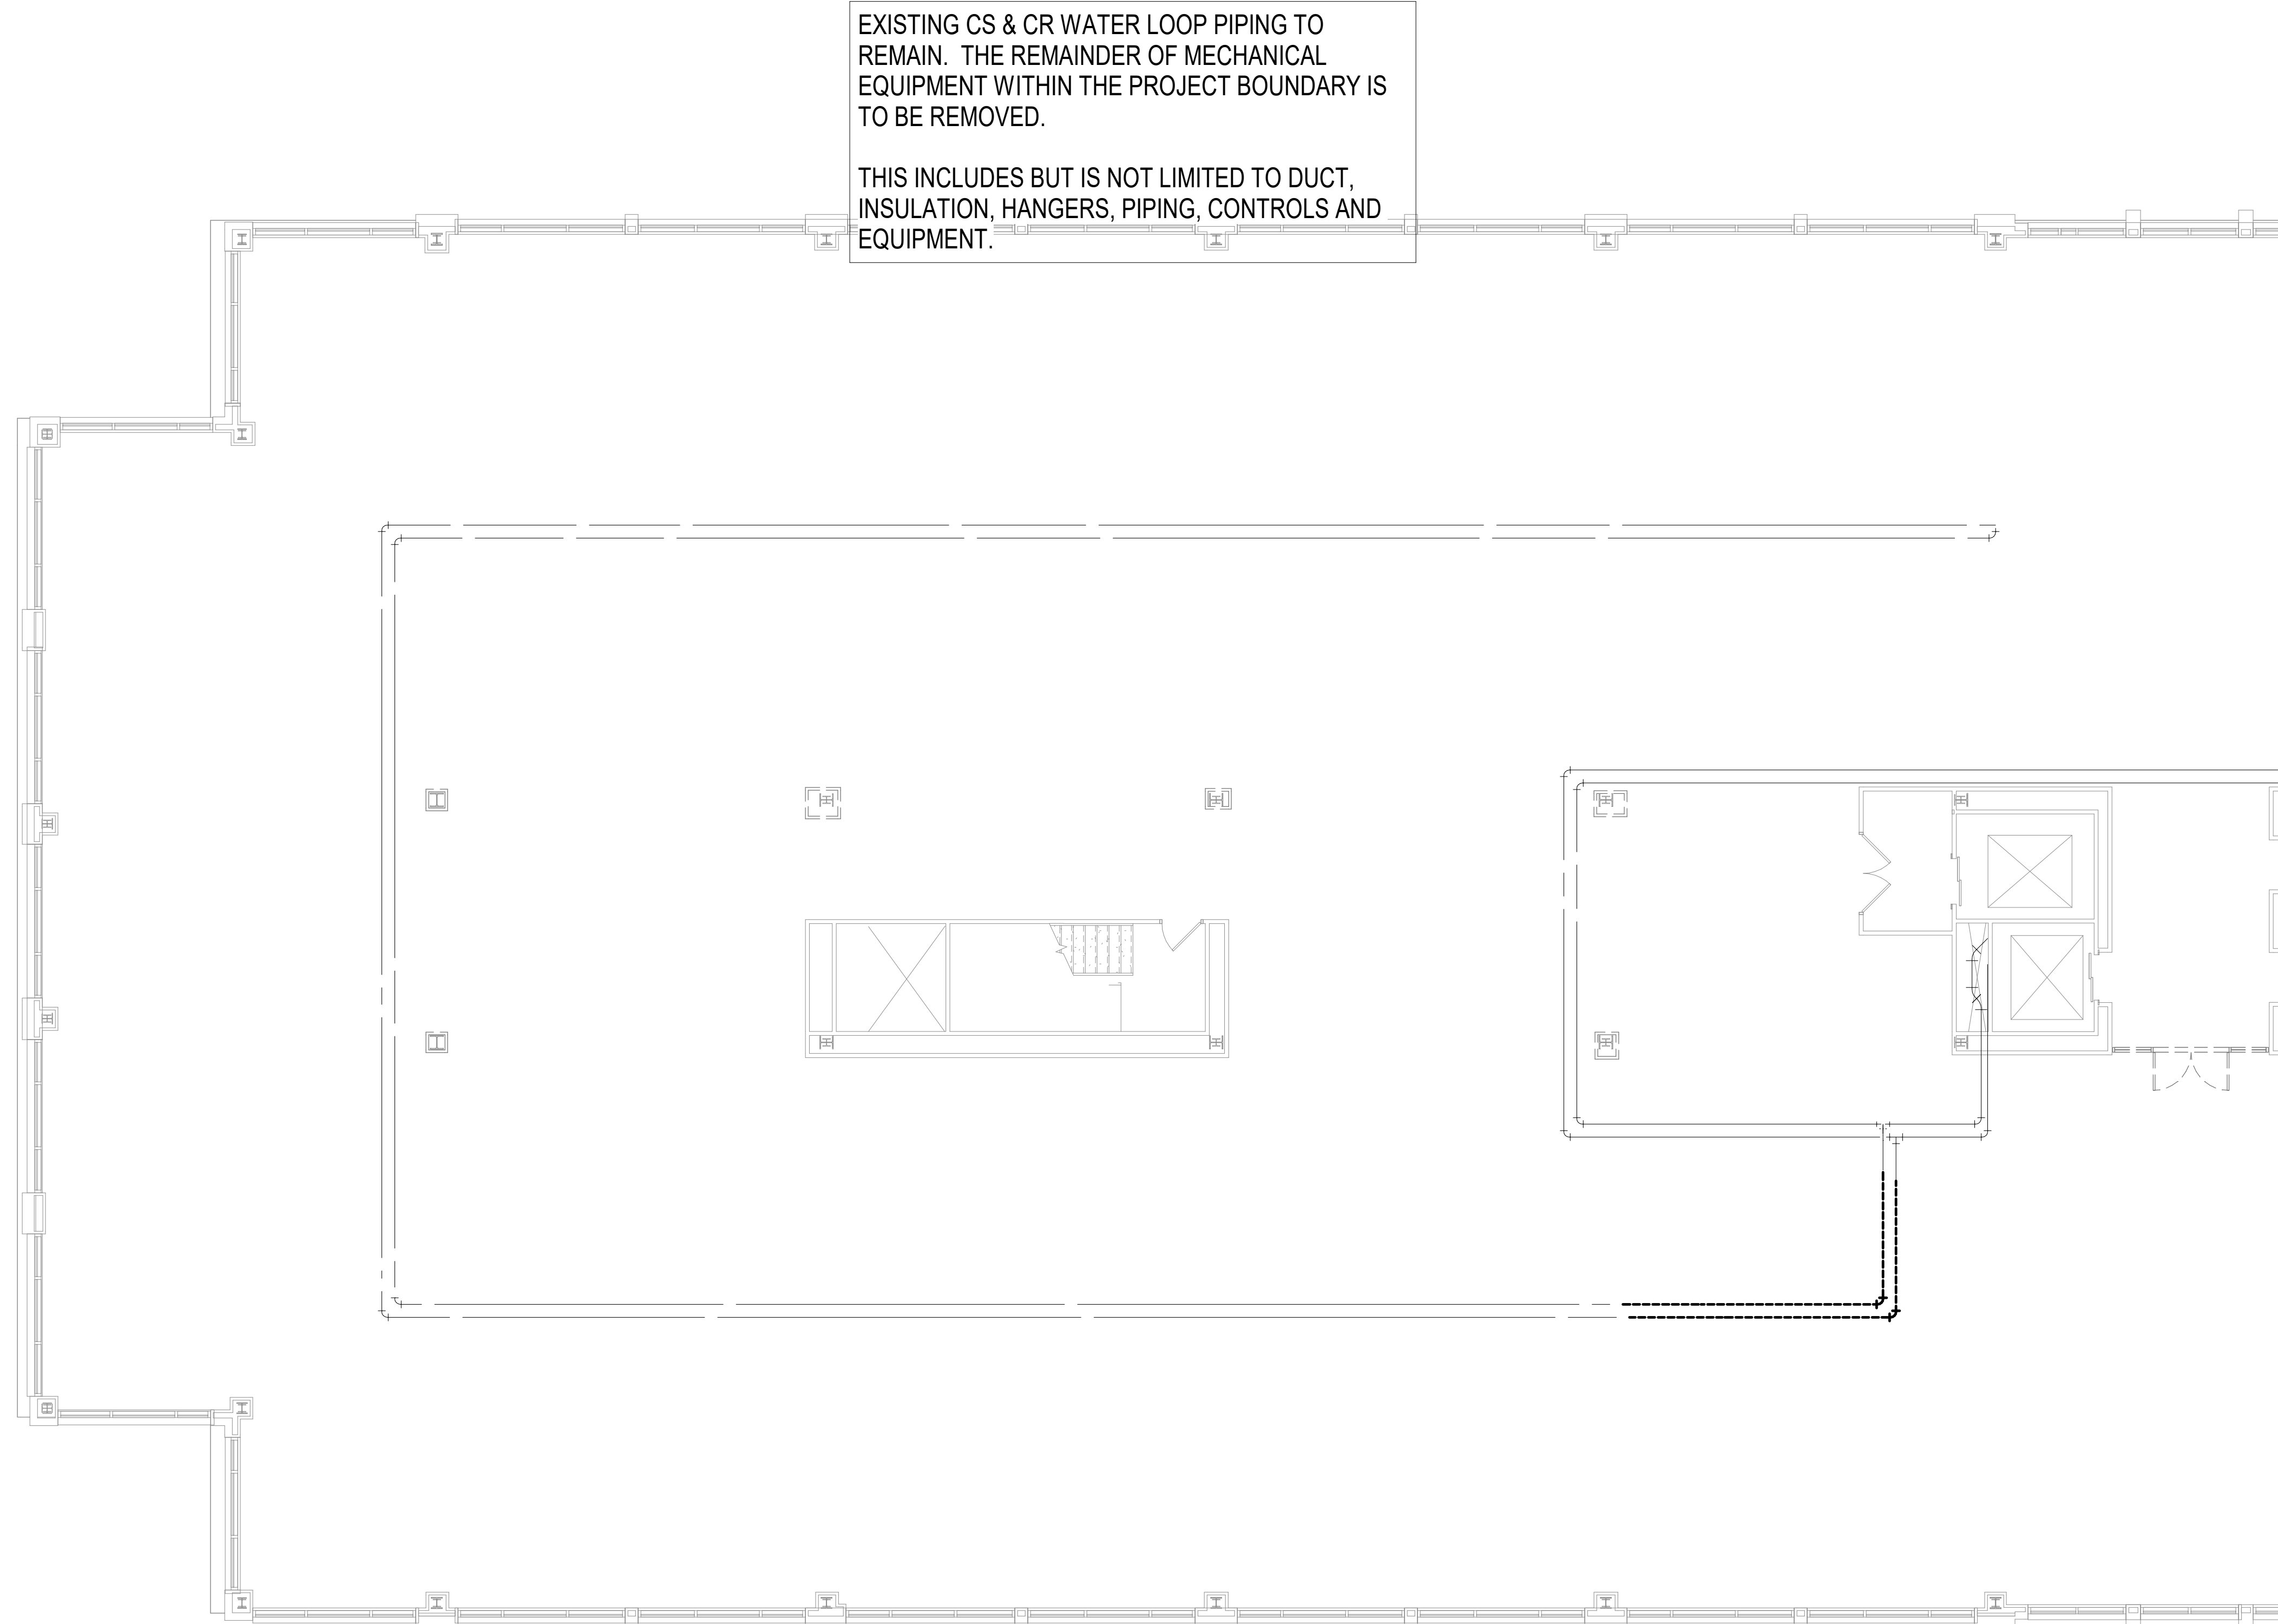 EXISTING CS & CR WATER LOOP PIPING TO
REMAIN.  THE REMAINDER OF MECHANICAL
EQUIPMENT WITHIN THE PROJECT BOUNDARY IS
TO BE REMOVED.
THIS INCLUDES BUT IS NOT LIMITED TO DUCT,
INSULATION, HANGERS, PIPING, CONTROLS AND
EQUIPMENT.